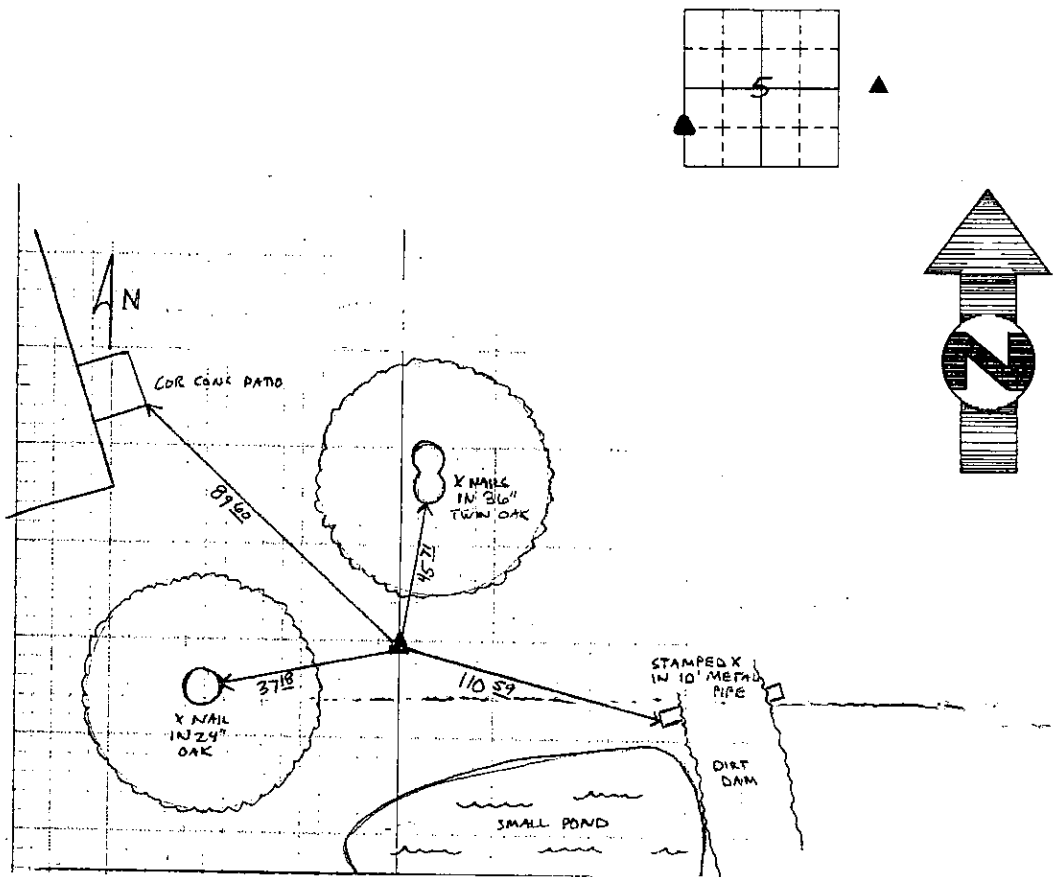 5
N
N
COR CONC PATIO
X NAILS
IN 36"
TWIN OAK
89 60
45 71
37 18
110 59
X NAIL
IN 24"
OAK
STAMPED X
IN 10' METAL
PIPE
DIRT
DAM
SMALL POND